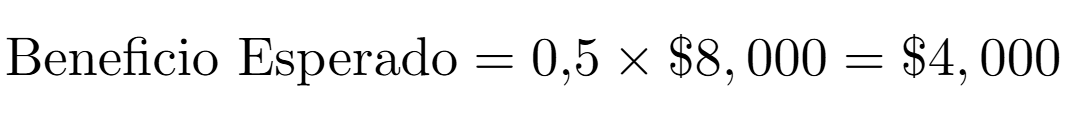 Beneficio Esperado = 0,5 × $8, 000 = $4, 000